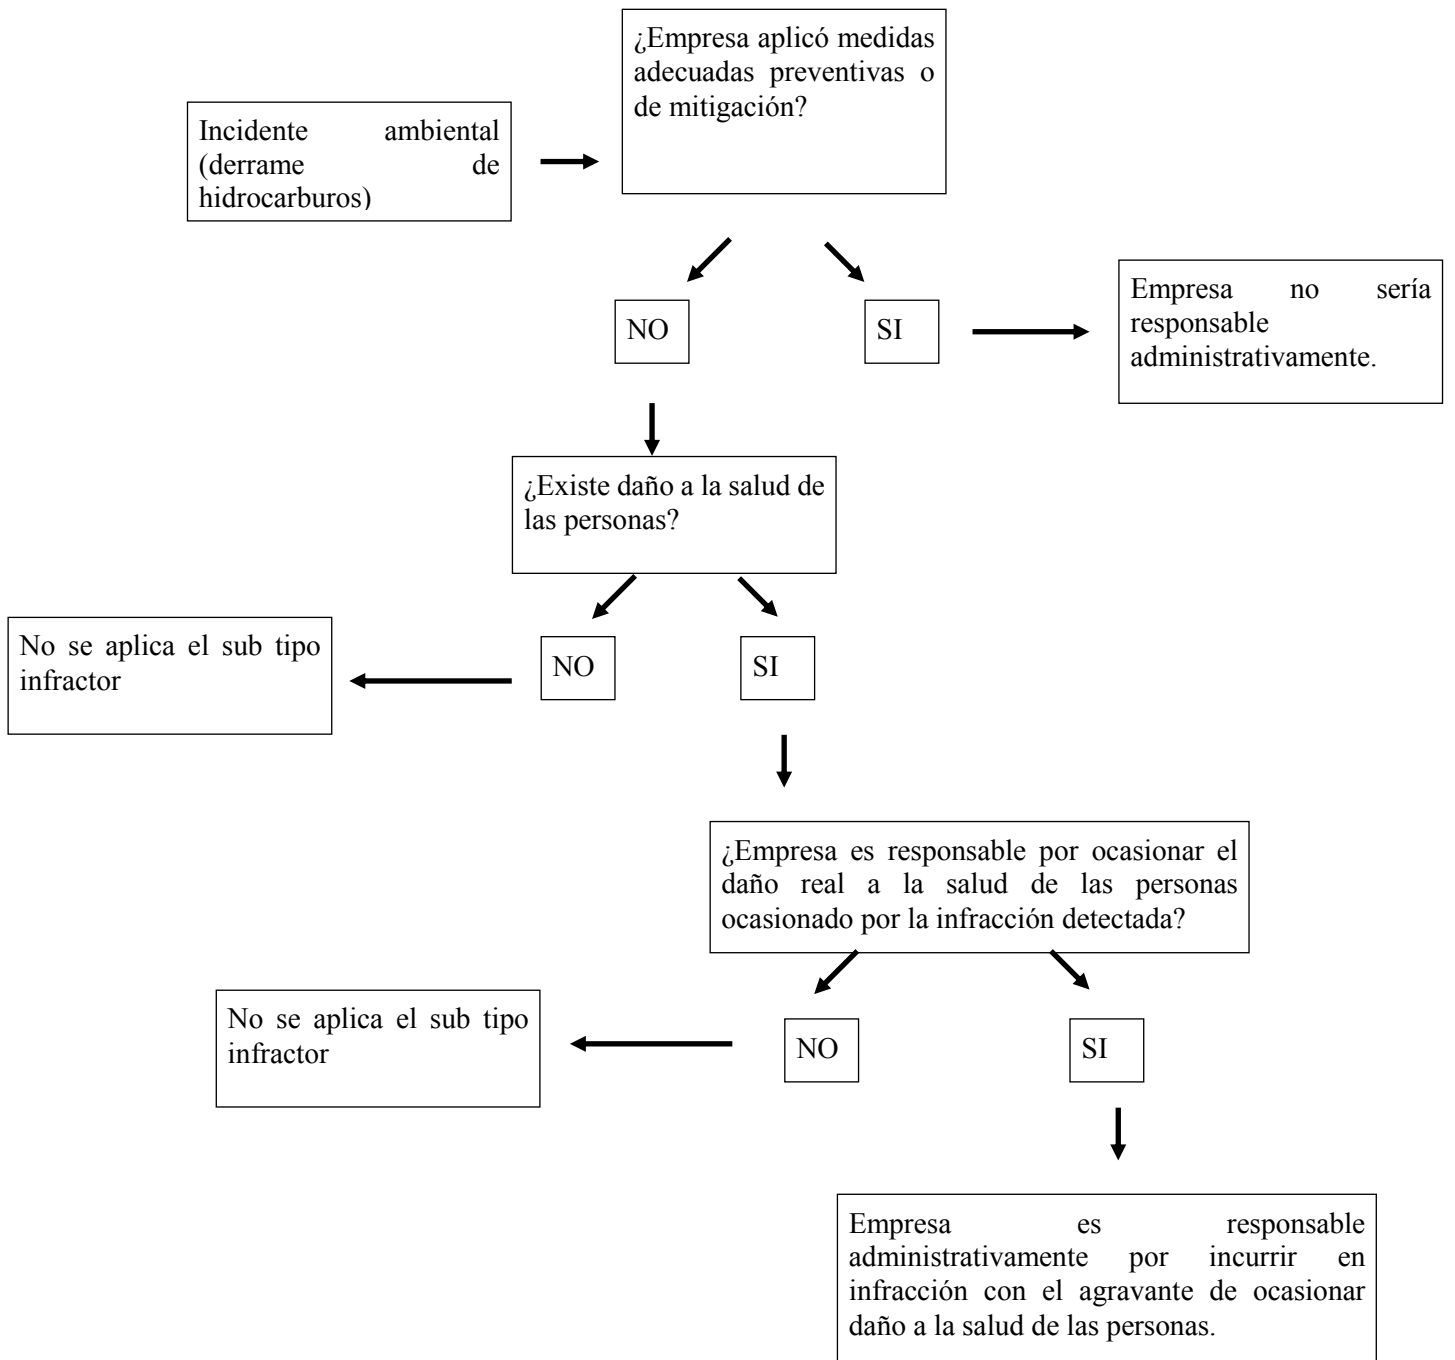 ¿Empresa aplicó medidas
adecuadas preventivas o
de mitigación?
Incidente ambiental
(derrame de
hidrocarburos)
NO
SI
Empresa no sería
responsable
administrativamente.
¿Existe daño a la salud de
las personas?
No se aplica el sub tipo
infractor
NO
SI
¿Empresa es responsable por ocasionar el
daño real a la salud de las personas
ocasionado por la infracción detectada?
No se aplica el sub tipo
infractor
NO
SI
Empresa es responsable
administrativamente por incurrir en
infracción con el agravante de ocasionar
daño a la salud de las personas.